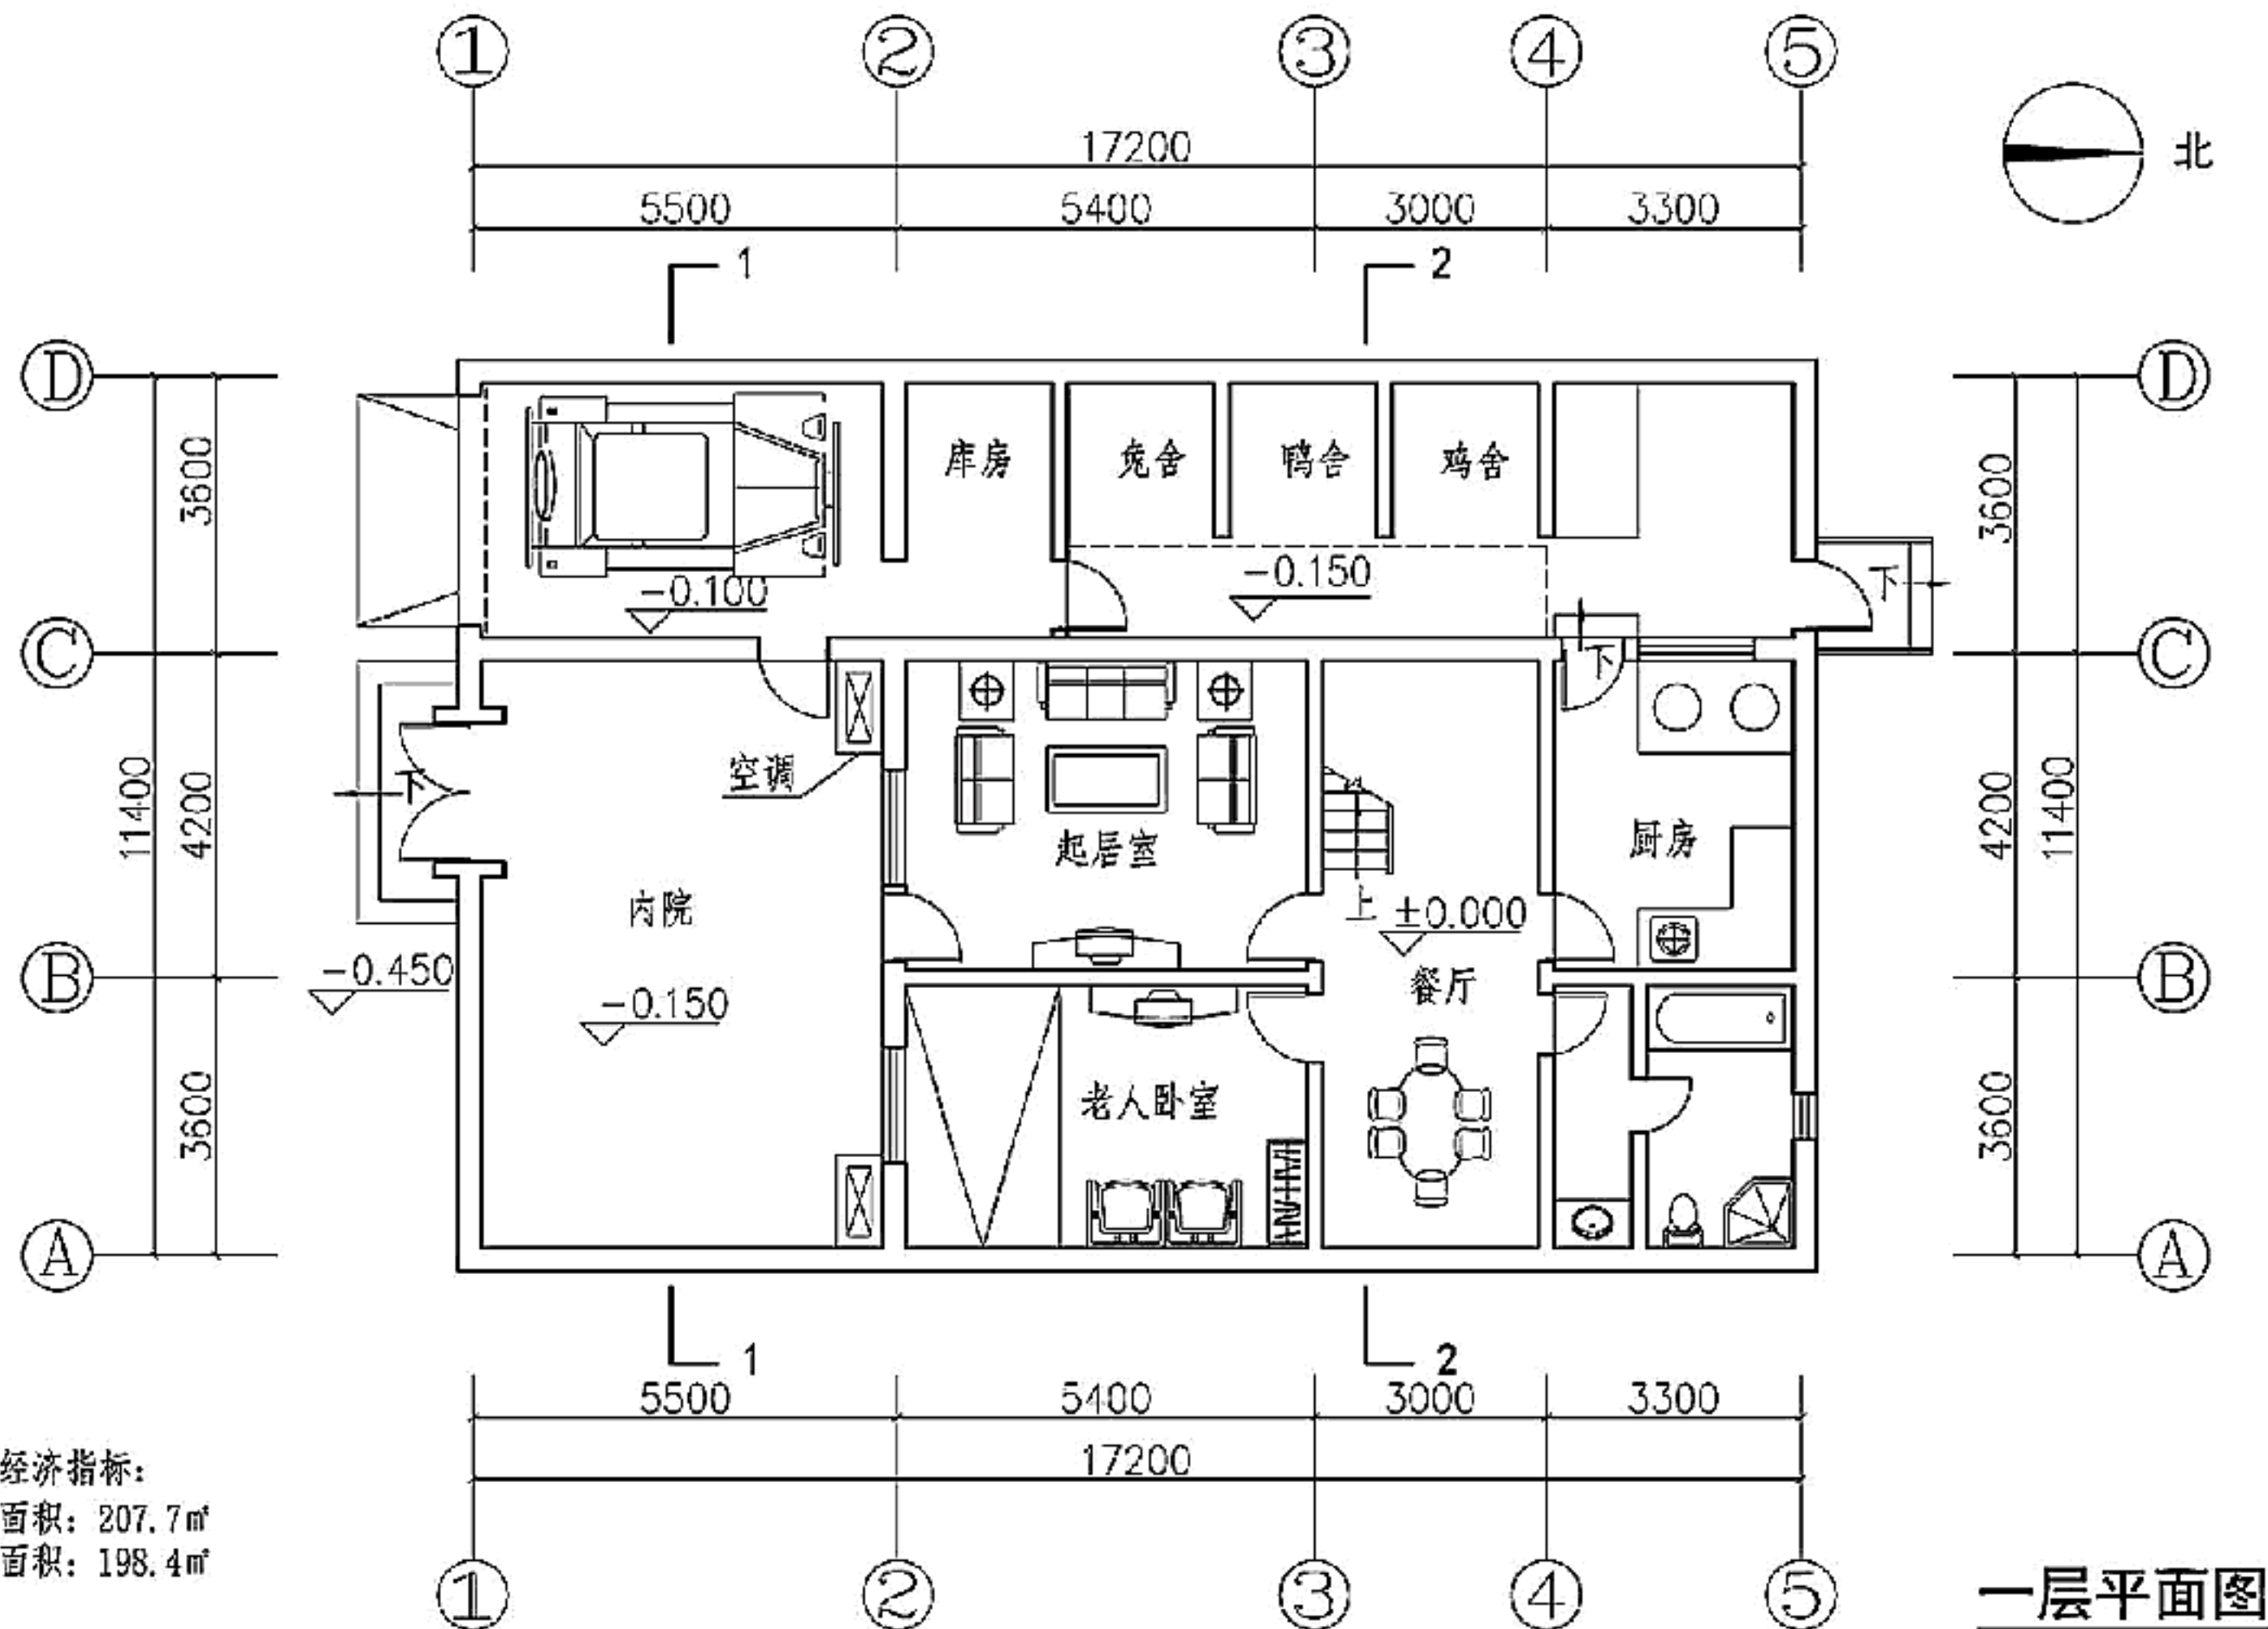 1 2 3 4 5
北
17200
5500 5400 3000 3300
1 2
D D
3600 3600
库房 兔舍 鸭舍 鸡舍
-0.100 -0.150
下
C C
下
空调
下
11400 4200 4200 11400
起居室 厨房
内院
上 ±0.000
-0.450
B B
餐厅
-0.150
老人卧室
3600 3600
A A
1 2
5500 5400 3000 3300
17200
经济指标:
面积: 207.7㎡
面积: 198.4㎡
1 2 3 4 5
一层平面图